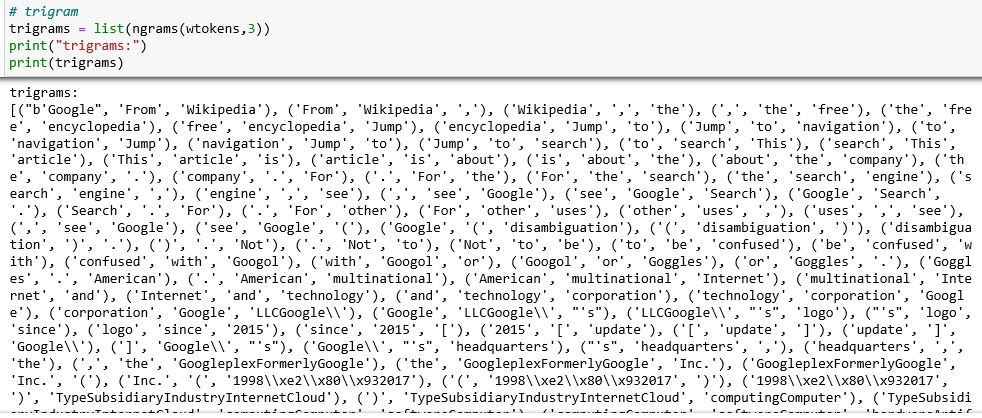 # trigram
trigrams = list(ngrams(wtokens,3))
print("trigrams:")
print(trigrams)
trigrams:
[("b'Google", 'From', 'Wikipedia'), ('From', 'Wikipedia', ','), ('Wikipedia', ',', 'the'), (',', 'the', 'free'), ('the', 'fre
e', 'encyclopedia'), ('free', 'encyclopedia', 'Jump'), ('encyclopedia', 'Jump', 'to'), ('Jump', 'to', 'navigation'), ('to',
'navigation', 'Jump'), ('navigation', 'Jump', 'to'), ('Jump', 'to', 'search'), ('to', 'search', 'This'), ('search', 'This',
'article'), ('This', 'article', 'is'), ('article', 'is', 'about'), ('is', 'about', 'the'), ('about', 'the', 'company'), ('th
e', 'company', '.'), ('company', '.', 'For'), ('.', 'For', 'the'), ('For', 'the', 'search'), ('the', 'search', 'engine'), ('s
earch', 'engine', ','), ('engine', ',', 'see'), (',', 'see', 'Google'), ('see', 'Google', 'Search'), ('Google', 'Search',
'.'), ('Search', '.', 'For'), ('.', 'For', 'other'), ('For', 'other', 'uses'), ('other', 'uses', ','), ('uses', ',', 'see'),
(',', 'see', 'Google'), ('see', 'Google', '('), ('Google', '(', 'disambiguation'), ('(', 'disambiguation', ')'), ('disambigua
tion', ')', '.'), (')', '.', 'Not'), ('.', 'Not', 'to'), ('Not', 'to', 'be'), ('to', 'be', 'confused'), ('be', 'confused', 'w
ith'), ('confused', 'with', 'Googol'), ('with', 'Googol', 'or'), ('Googol', 'or', 'Goggles'), ('or', 'Goggles', '.'), ('Goggl
es', '.', 'American'), ('.', 'American', 'multinational'), ('American', 'multinational', 'Internet'), ('multinational', 'Inte
rnet', 'and'), ('Internet', 'and', 'technology'), ('and', 'technology', 'corporation'), ('technology', 'corporation', 'Googl
e'), ('corporation', 'Google', 'LLCGoogle\\'), ('Google', 'LLCGoogle\\', "'s"), ('LLCGoogle\\', "'s", 'logo'), ("'s", 'logo',
'since'), ('logo', 'since', '2015'), ('since', '2015', '['), ('2015', '[', 'update'), ('[', 'update', ']'), ('update', ']',
'Google\\'), (']', 'Google\\', "'s"), ('Google\\', "'s", 'headquarters'), ("'s", 'headquarters', ','), ('headquarters', ',',
'the'), (',', 'the', 'GoogleplexFormerlyGoogle'), ('the', 'GoogleplexFormerlyGoogle', 'Inc.'), ('GoogleplexFormerlyGoogle',
'Inc.', '('), ('Inc.', '(', '1998\\xe2\\x80\\x932017'), ('(', '1998\\xe2\\x80\\x932017', ')'), ('1998\\xe2\\x80\\x932017',
')', 'TypeSubsidiaryIndustryInternetCloud'), (')', 'TypeSubsidiaryIndustryInternetCloud', 'computingComputer'), ('TypeSubsidi